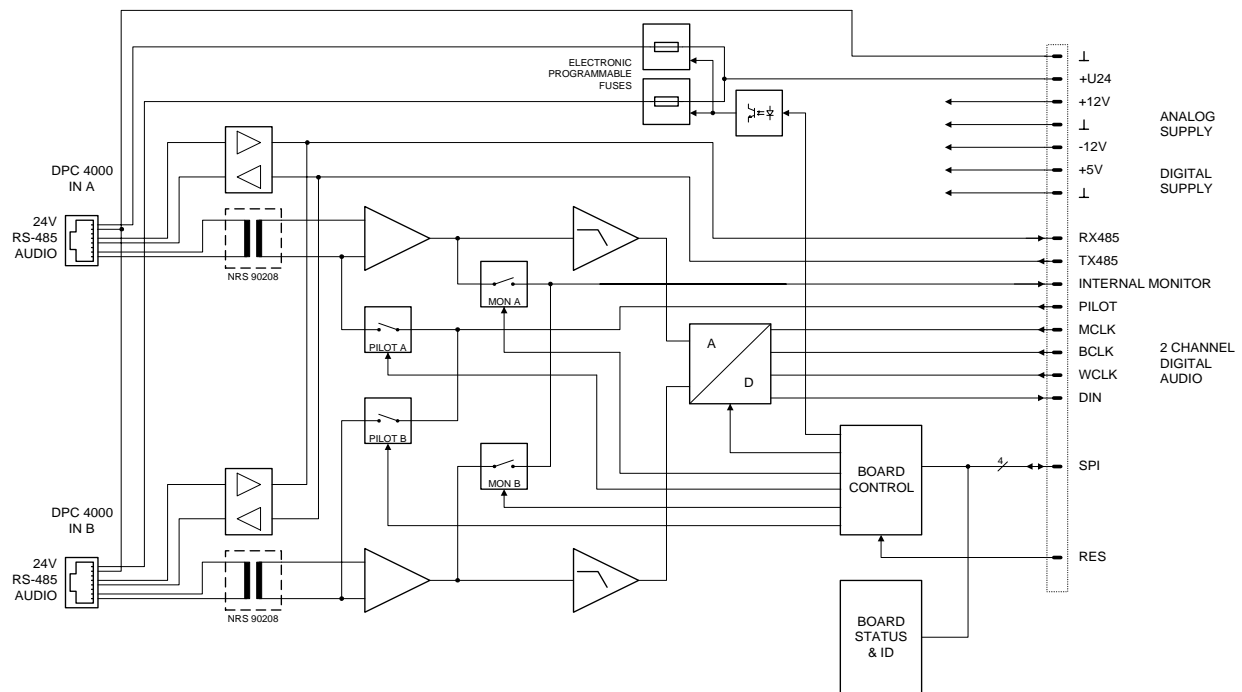 ELECTRONIC
PROGRAMMABLE
FUSES
⊥
+U24
+12V
⊥
-12V
+5V
⊥
ANALOG
SUPPLY
DIGITAL
SUPPLY
DPC 4000
IN A
24V
RS-485
AUDIO
NRS 90208
MON A
PILOT A
PILOT B
MON B
A
D
RX485
TX485
INTERNAL MONITOR
PILOT
MCLK
BCLK
WCLK
DIN
2 CHANNEL
DIGITAL
AUDIO
BOARD
CONTROL
4
SPI
RES
DPC 4000
IN B
24V
RS-485
AUDIO
NRS 90208
BOARD
STATUS
& ID